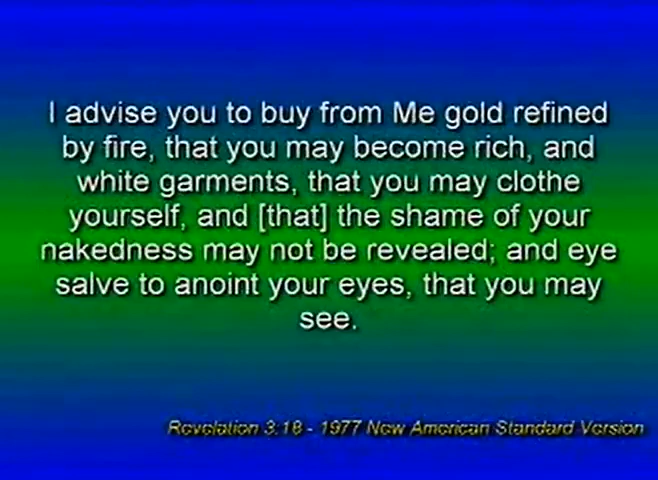 I advise you to buy from Me gold refined
by fire, that you may become rich, and
white garments, that you may clothe
yourself, and [that] the shame of your
nakedness may not be revealed; and eye
salve to anoint your eyes, that you may
see.
Revelation 3:18 - 1977 New American Standard Version